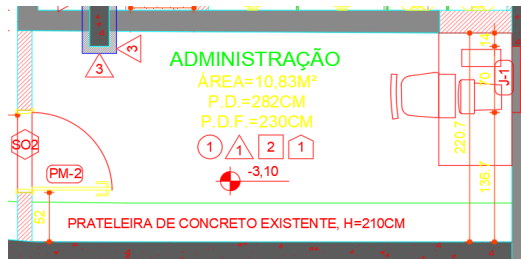 3
3
ADMINISTRAÇÃO
ÁREA=10,83M²
P.D.=282CM
P.D.F.=230CM
1 1 2 1
-3,10
SO2
PM-2
52
PRATELEIRA DE CONCRETO EXISTENTE, H=210CM
14
70
J-1
220.7
136.7